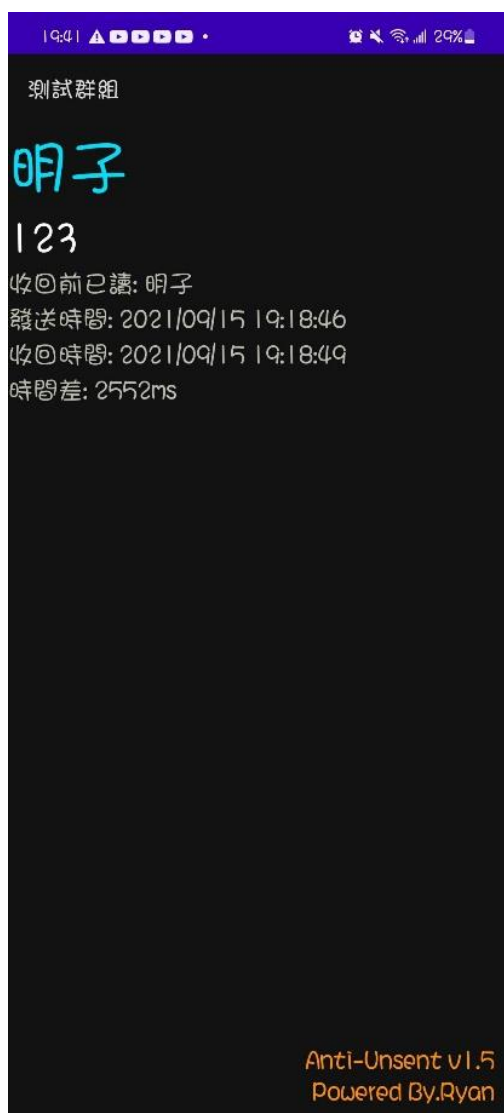 19:41 29%
測試群組
明子
123
收回前已讀: 明子
發送時間: 2021/09/15 19:18:46
收回時間: 2021/09/15 19:18:49
時間差: 2552ms
Anti-Unsent v1.5
Powered By.Ryan